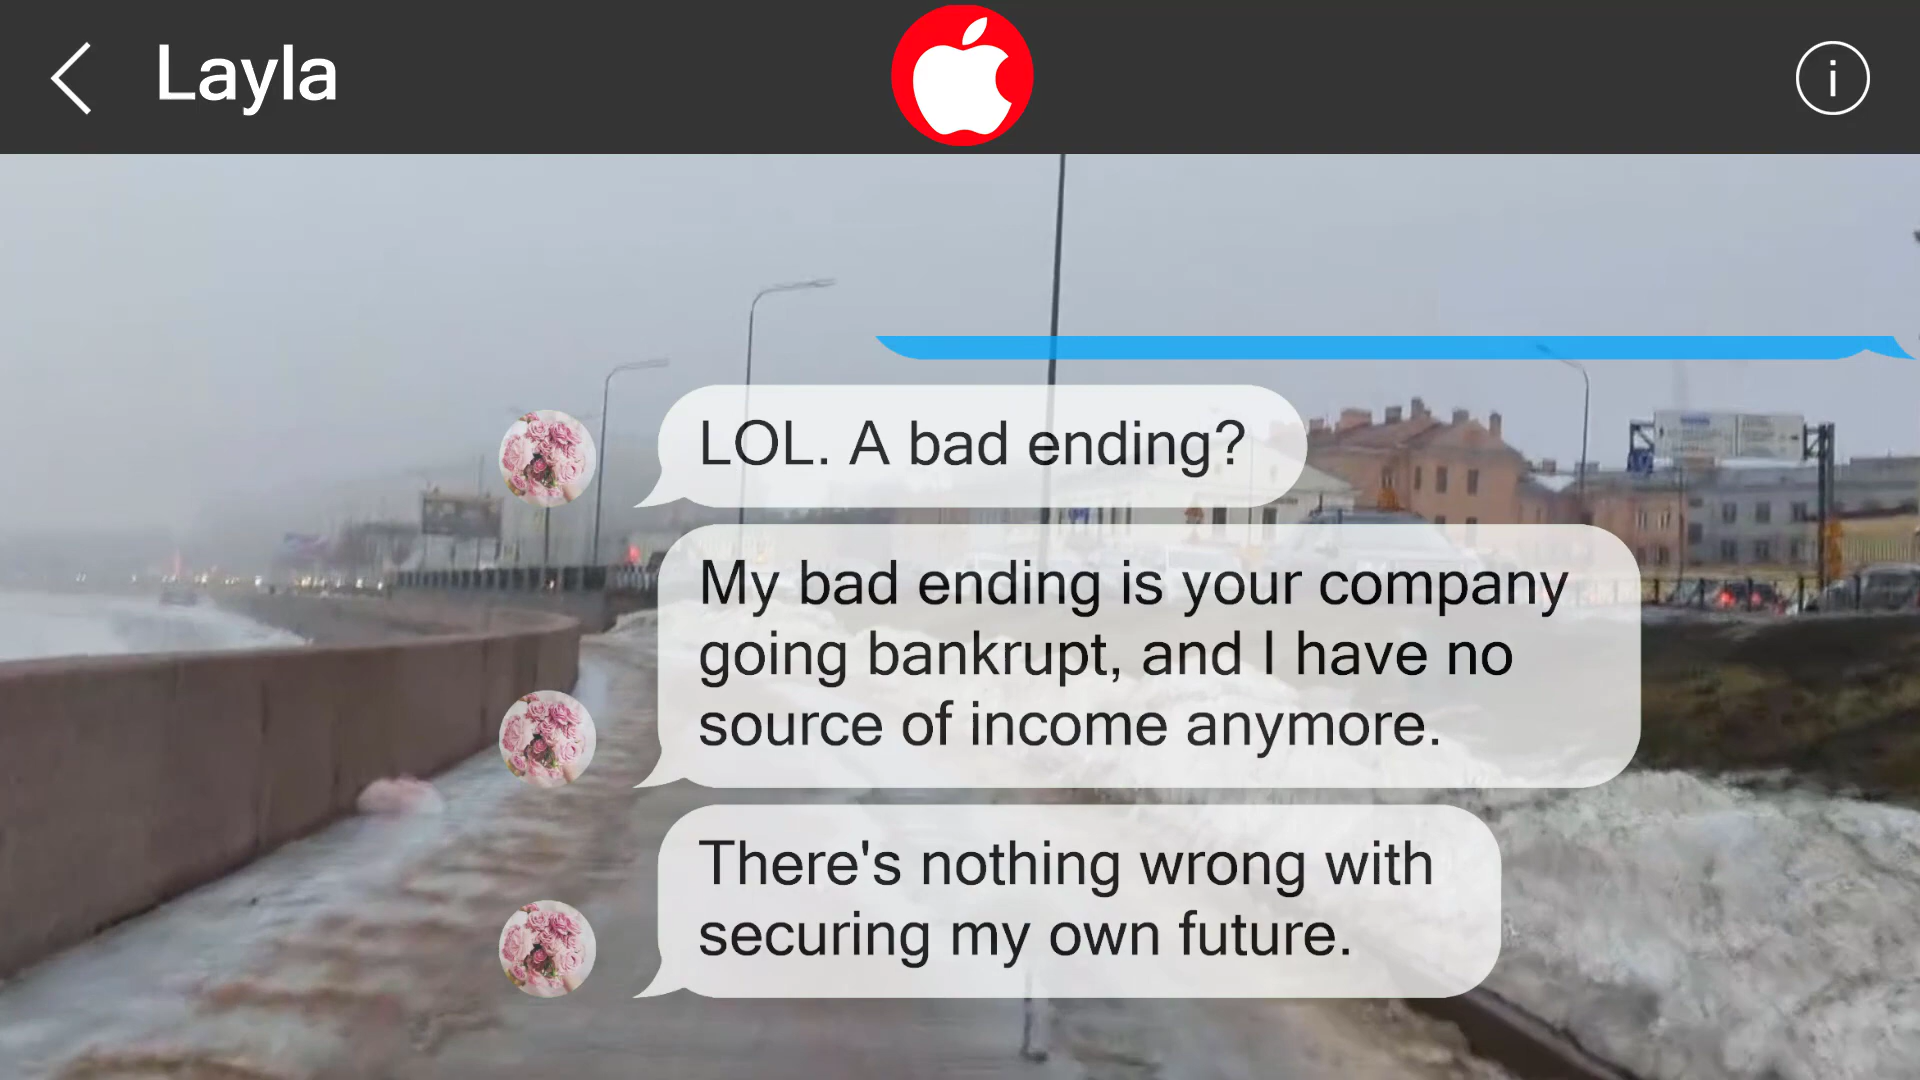 Layla
i
LOL. A bad ending?
My bad ending is your company
going bankrupt, and I have no
source of income anymore.
There's nothing wrong with
securing my own future.